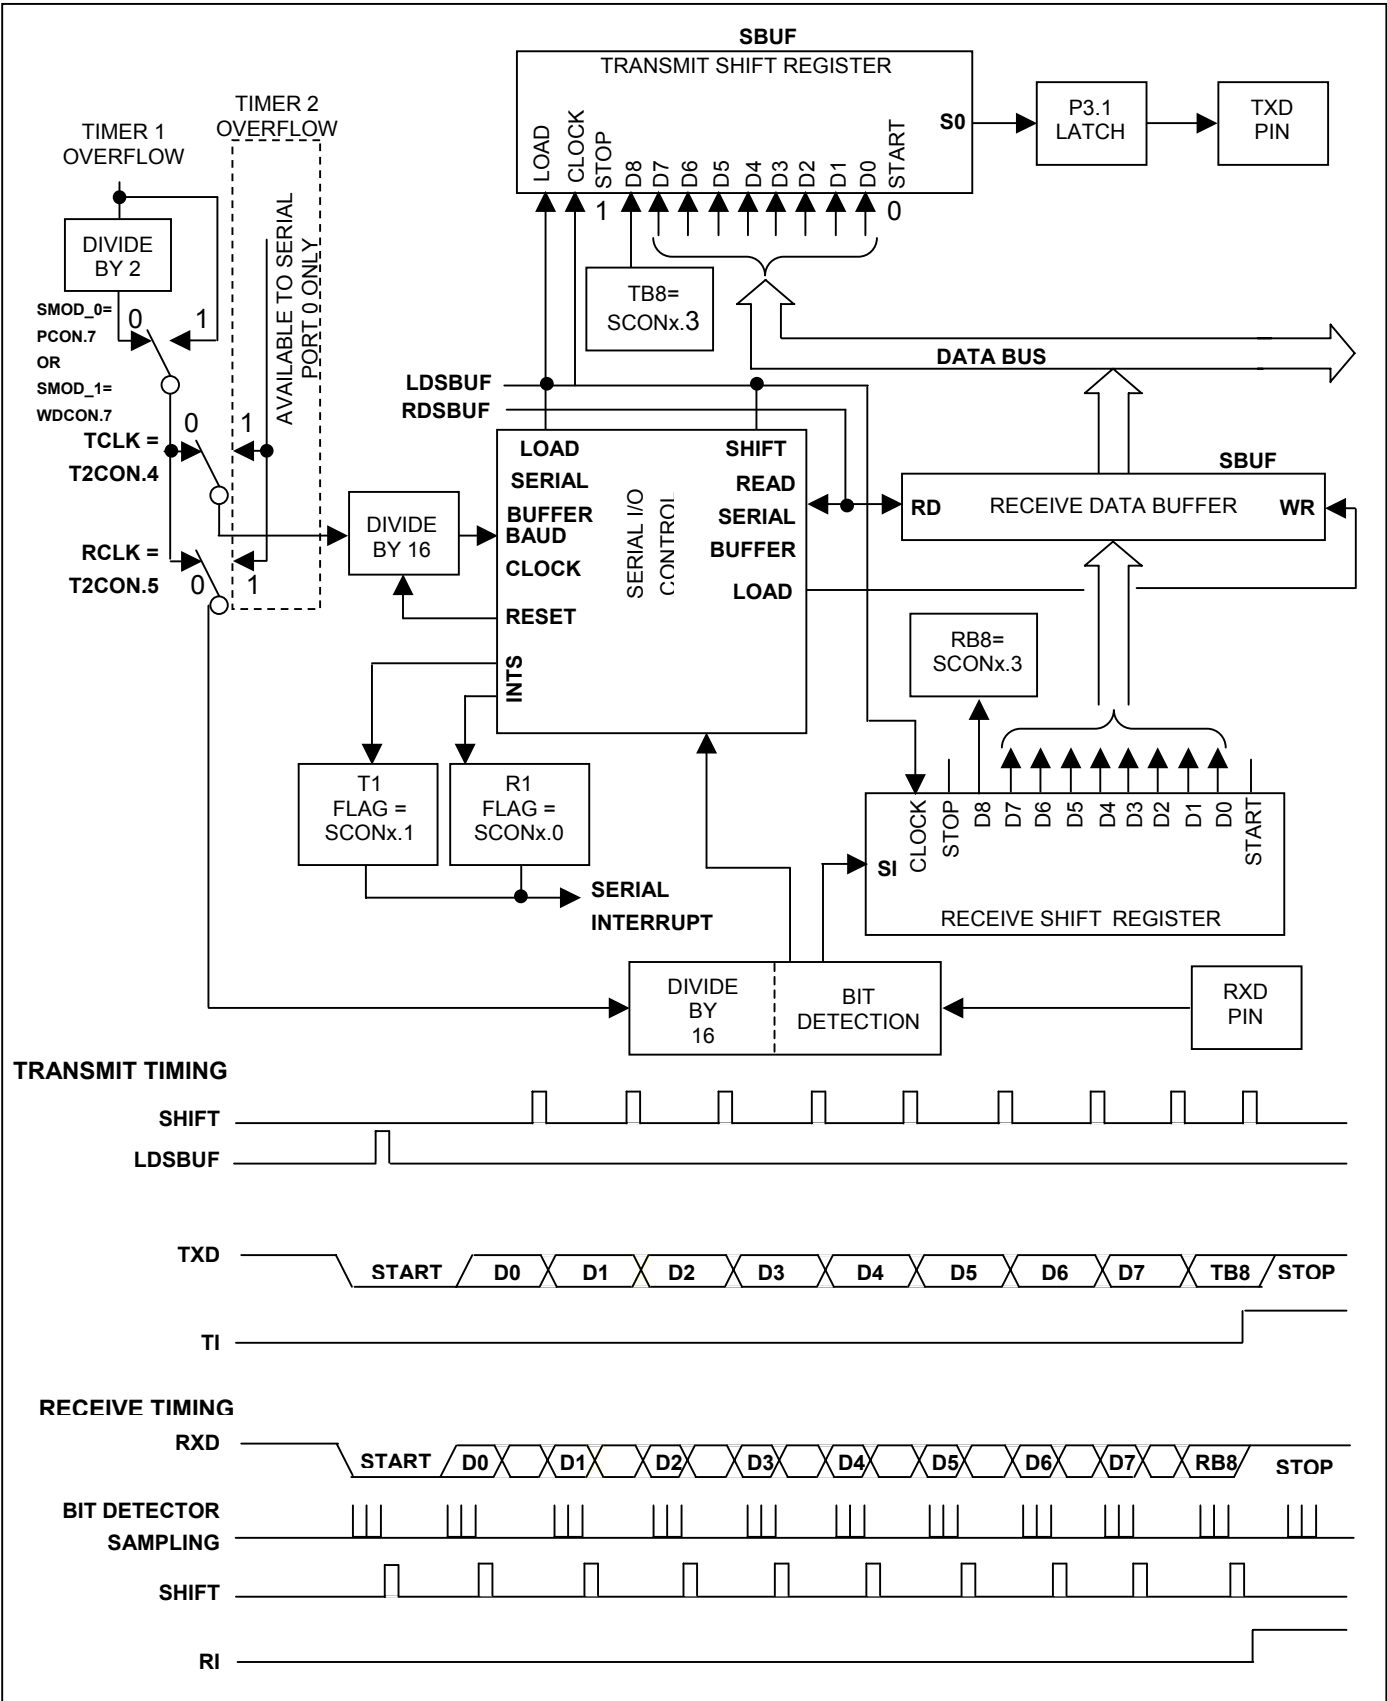 SBUF
TRANSMIT SHIFT REGISTER
LOAD
CLOCK
STOP
D8
D7
D6
D5
D4
D3
D2
D1
D0
START
S0
1
0
P3.1
LATCH
TXD
PIN
TIMER 1
OVERFLOW
TIMER 2
OVERFLOW
DIVIDE
BY 2
AVAILABLE TO SERIAL
PORT 0 ONLY
SMOD_0=
PCON.7
OR
SMOD_1=
WDCON.7
0
1
TB8=
SCONx.3
DATA BUS
LDSBUF
RDSBUF
TCLK =
T2CON.4
0
1
RCLK =
T2CON.5
0
1
DIVIDE
BY 16
LOAD
SERIAL
BUFFER
BAUD
CLOCK
RESET
INTS
SERIAL I/O
CONTROL
SHIFT
READ
SERIAL
BUFFER
LOAD
SBUF
RD
RECEIVE DATA BUFFER
WR
RB8=
SCONx.3
T1
FLAG =
SCONx.1
R1
FLAG =
SCONx.0
SERIAL
INTERRUPT
SI
CLOCK
STOP
D8
D7
D6
D5
D4
D3
D2
D1
D0
START
RECEIVE SHIFT REGISTER
DIVIDE
BY
16
BIT
DETECTION
RXD
PIN
TRANSMIT TIMING
SHIFT
LDSBUF
TXD
START D0 D1 D2 D3 D4 D5 D6 D7 TB8 STOP
TI
RECEIVE TIMING
RXD
START D0 D1 D2 D3 D4 D5 D6 D7 RB8 STOP
BIT DETECTOR
SAMPLING
SHIFT
RI